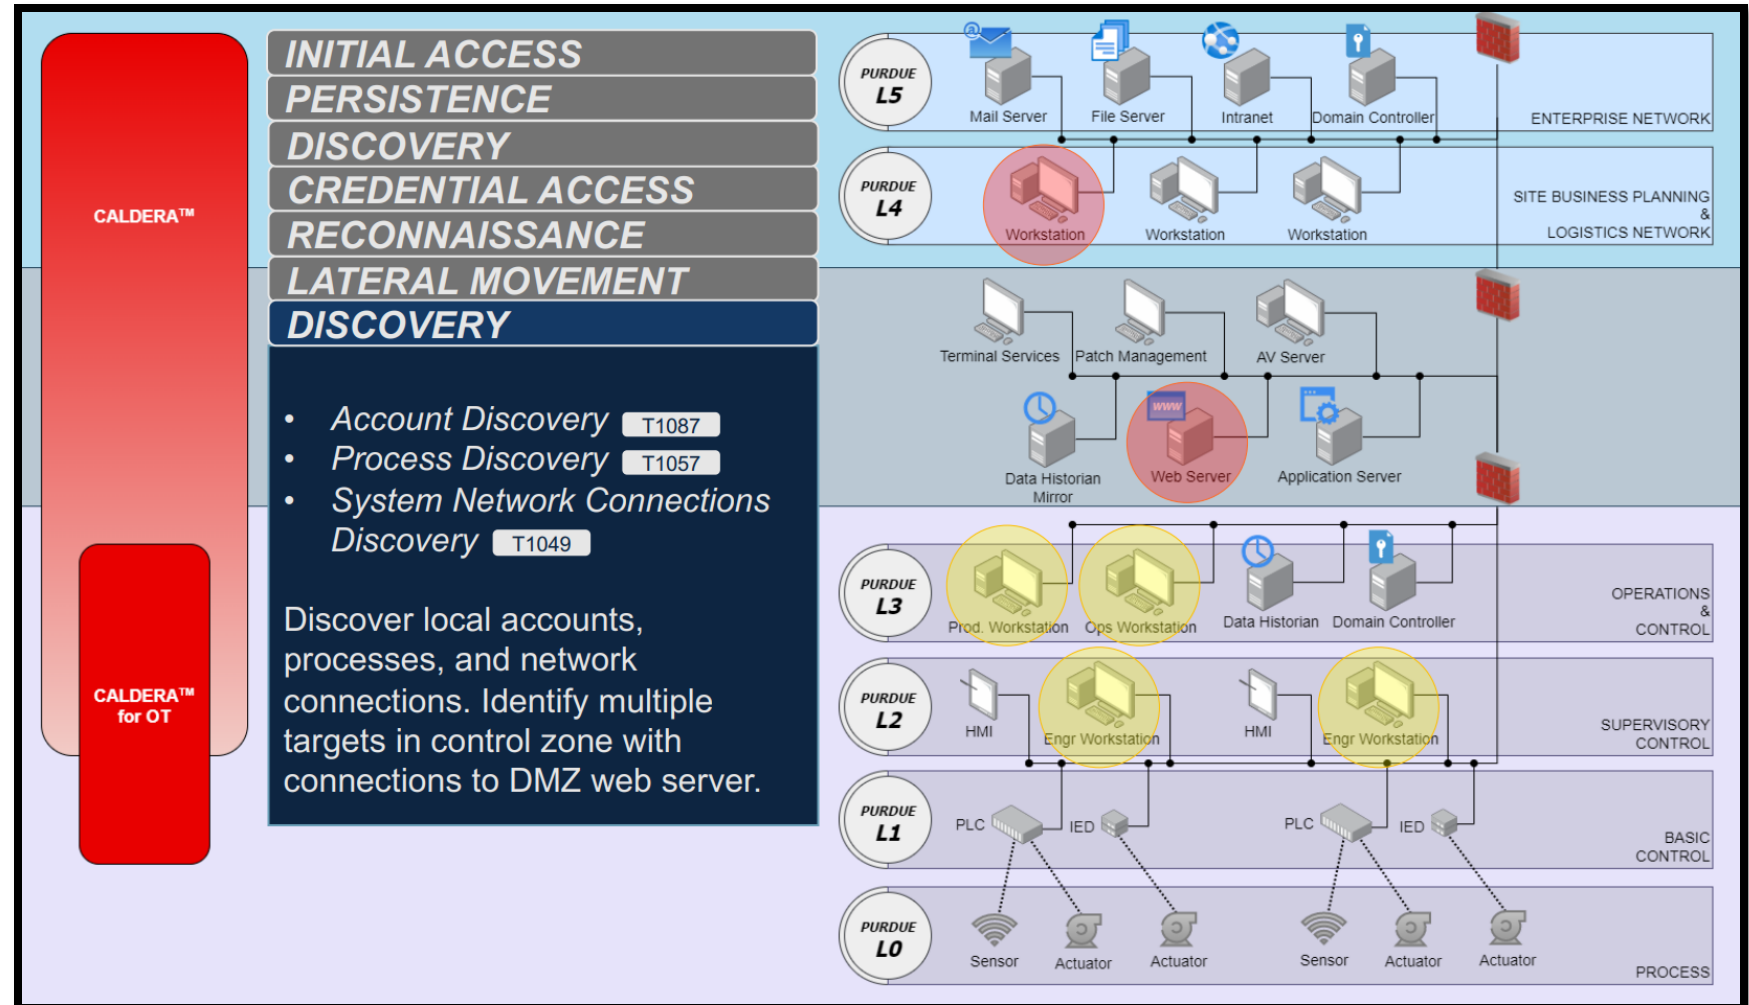 CALDERA™
CALDERA™
for OT
INITIAL ACCESS
PERSISTENCE
DISCOVERY
CREDENTIAL ACCESS
RECONNAISSANCE
LATERAL MOVEMENT
DISCOVERY
• Account Discovery T1087
• Process Discovery T1057
• System Network Connections
Discovery T1049
Discover local accounts,
processes, and network
connections. Identify multiple
targets in control zone with
connections to DMZ web server.
PURDUE
L5
@
Mail Server
File Server
Intranet
Domain Controller
ENTERPRISE NETWORK
PURDUE
L4
Workstation
Workstation
Workstation
SITE BUSINESS PLANNING
&
LOGISTICS NETWORK
Terminal Services
Patch Management
AV Server
Data Historian
Mirror
WWW
Web Server
Application Server
PURDUE
L3
Prod. Workstation
Ops Workstation
Data Historian
Domain Controller
OPERATIONS
&
CONTROL
PURDUE
L2
HMI
Engr Workstation
HMI
Engr Workstation
SUPERVISORY
CONTROL
PURDUE
L1
PLC
IED
PLC
IED
BASIC
CONTROL
PURDUE
L0
Sensor
Actuator
Actuator
Sensor
Actuator
Actuator
PROCESS